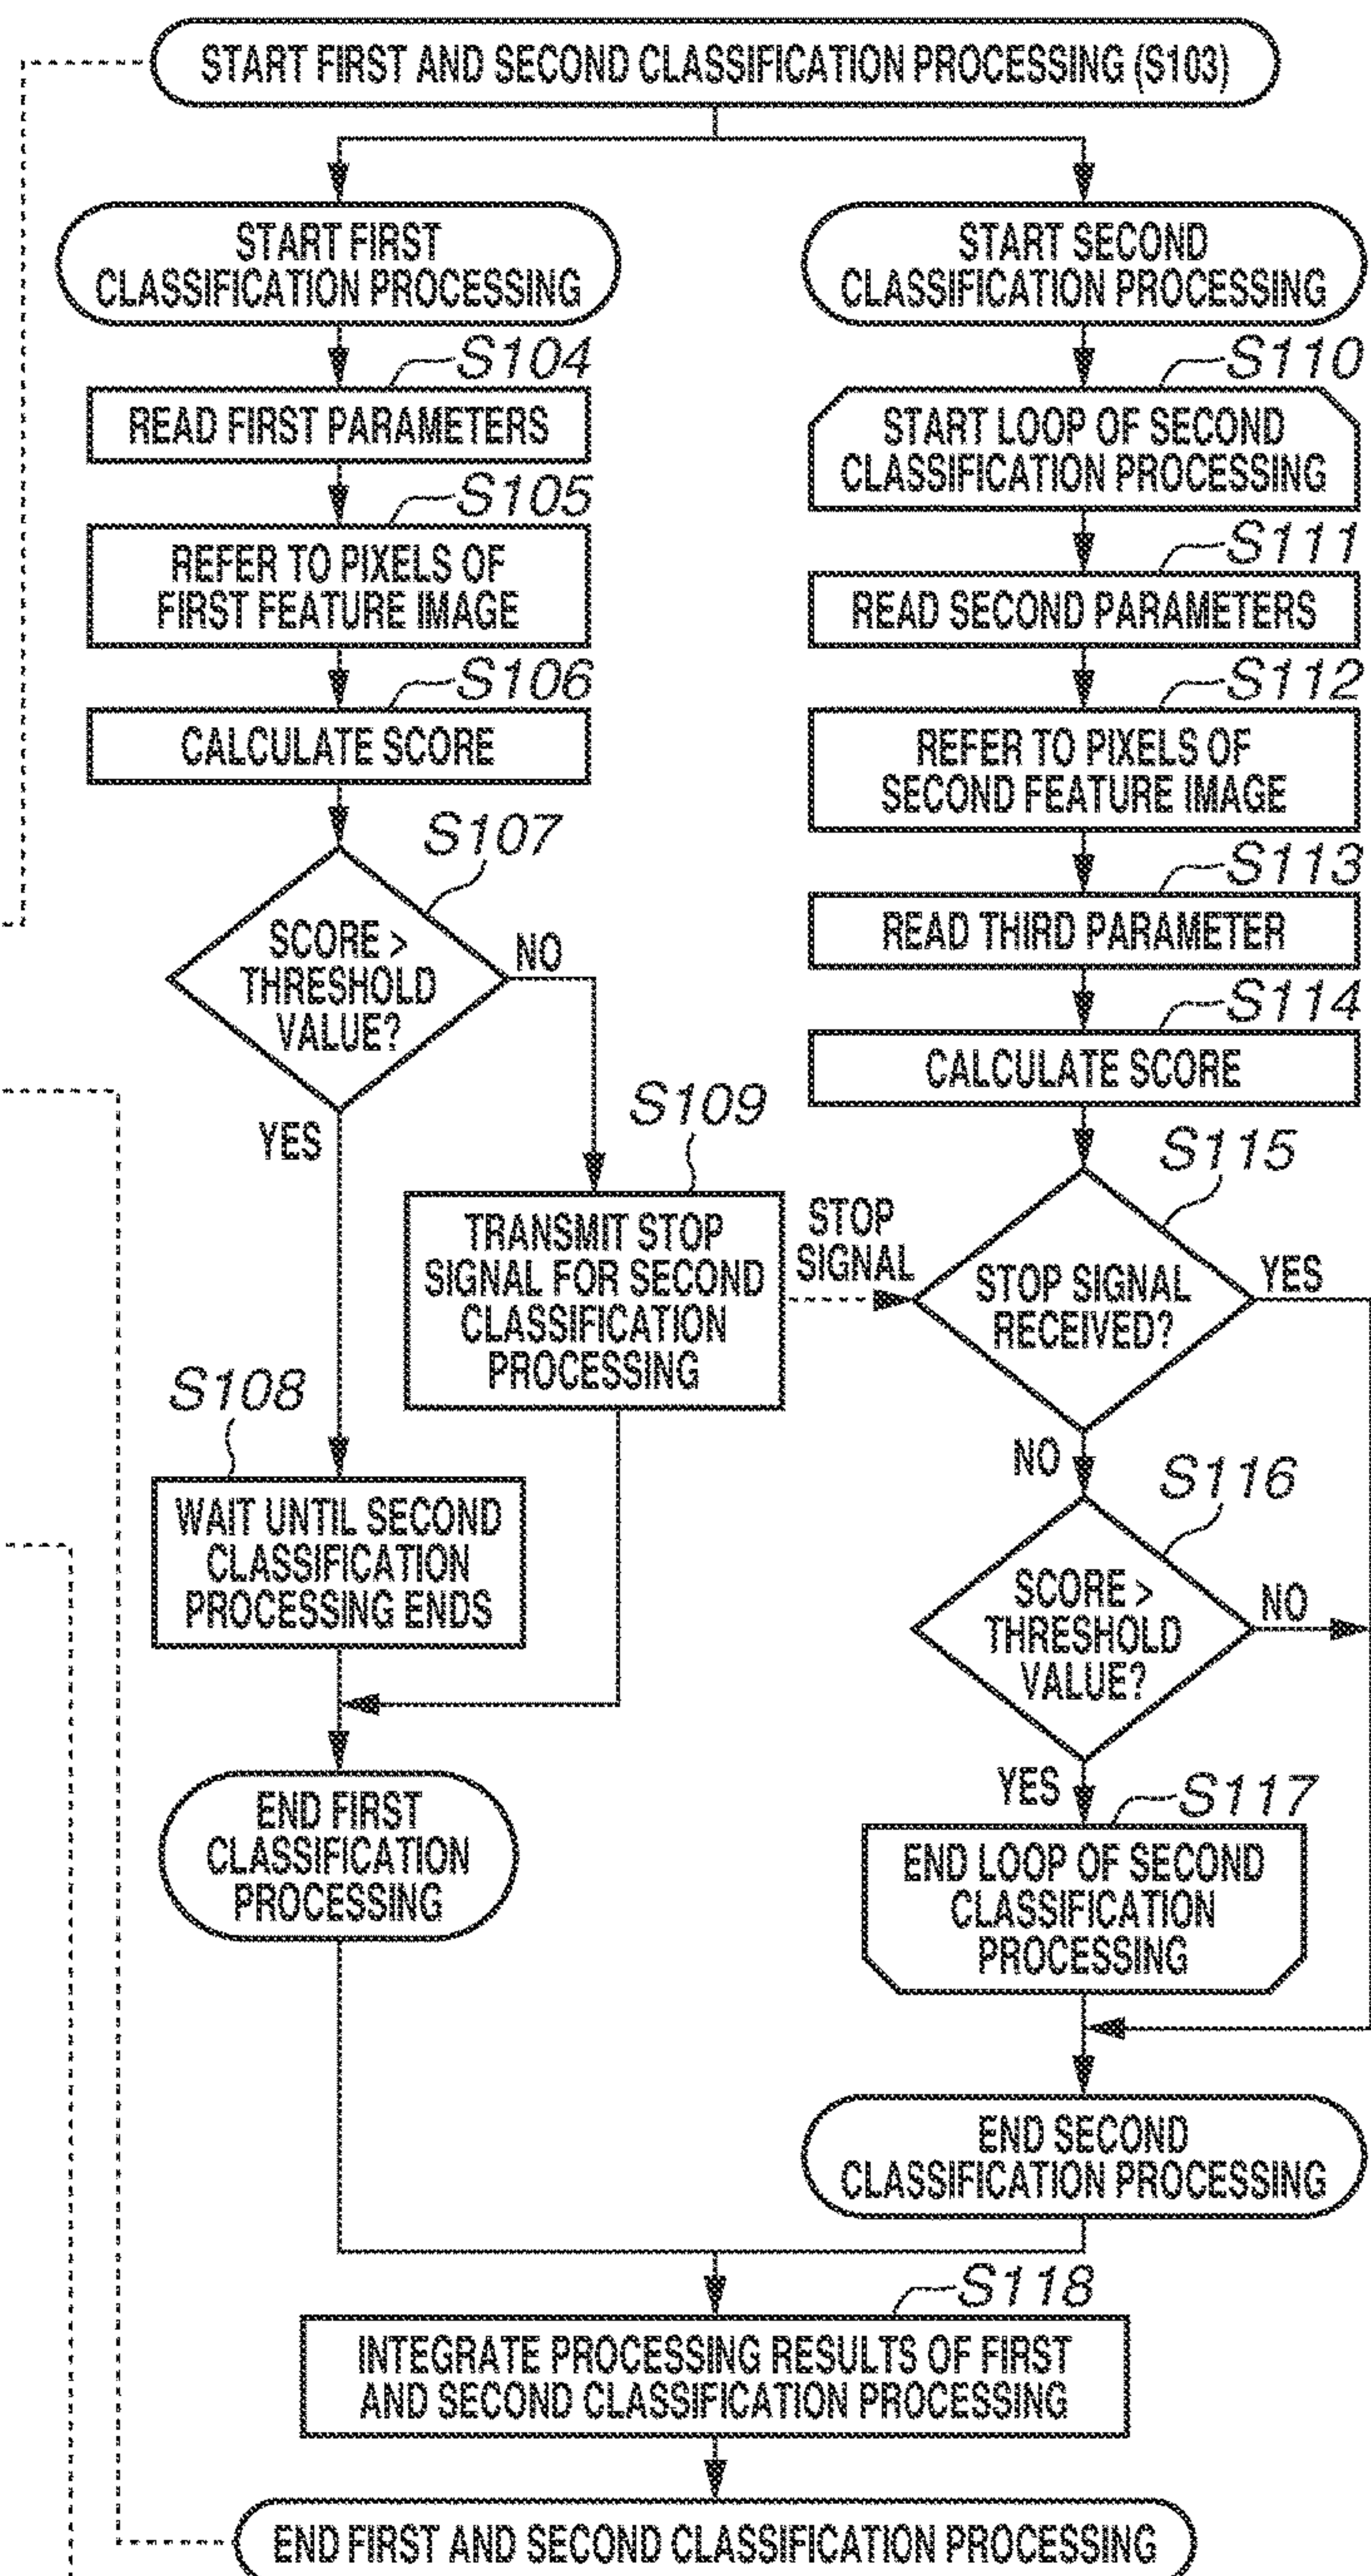 START FIRST AND SECOND CLASSIFICATION PROCESSING (S103)
START FIRST
CLASSIFICATION PROCESSING
S104
READ FIRST PARAMETERS
S105
REFER TO PIXELS OF
FIRST FEATURE IMAGE
S106
CALCULATE SCORE
S107
SCORE >
THRESHOLD
VALUE?
NO
YES
S109
TRANSMIT STOP
SIGNAL FOR SECOND
CLASSIFICATION
PROCESSING
STOP
SIGNAL
S108
WAIT UNTIL SECOND
CLASSIFICATION
PROCESSING ENDS
END FIRST
CLASSIFICATION
PROCESSING
START SECOND
CLASSIFICATION PROCESSING
S110
START LOOP OF SECOND
CLASSIFICATION PROCESSING
S111
READ SECOND PARAMETERS
S112
REFER TO PIXELS OF
SECOND FEATURE IMAGE
S113
READ THIRD PARAMETER
S114
CALCULATE SCORE
S115
STOP SIGNAL
RECEIVED?
YES
NO
S116
SCORE >
THRESHOLD
VALUE?
NO
YES
S117
END LOOP OF SECOND
CLASSIFICATION
PROCESSING
END SECOND
CLASSIFICATION PROCESSING
S118
INTEGRATE PROCESSING RESULTS OF FIRST
AND SECOND CLASSIFICATION PROCESSING
END FIRST AND SECOND CLASSIFICATION PROCESSING